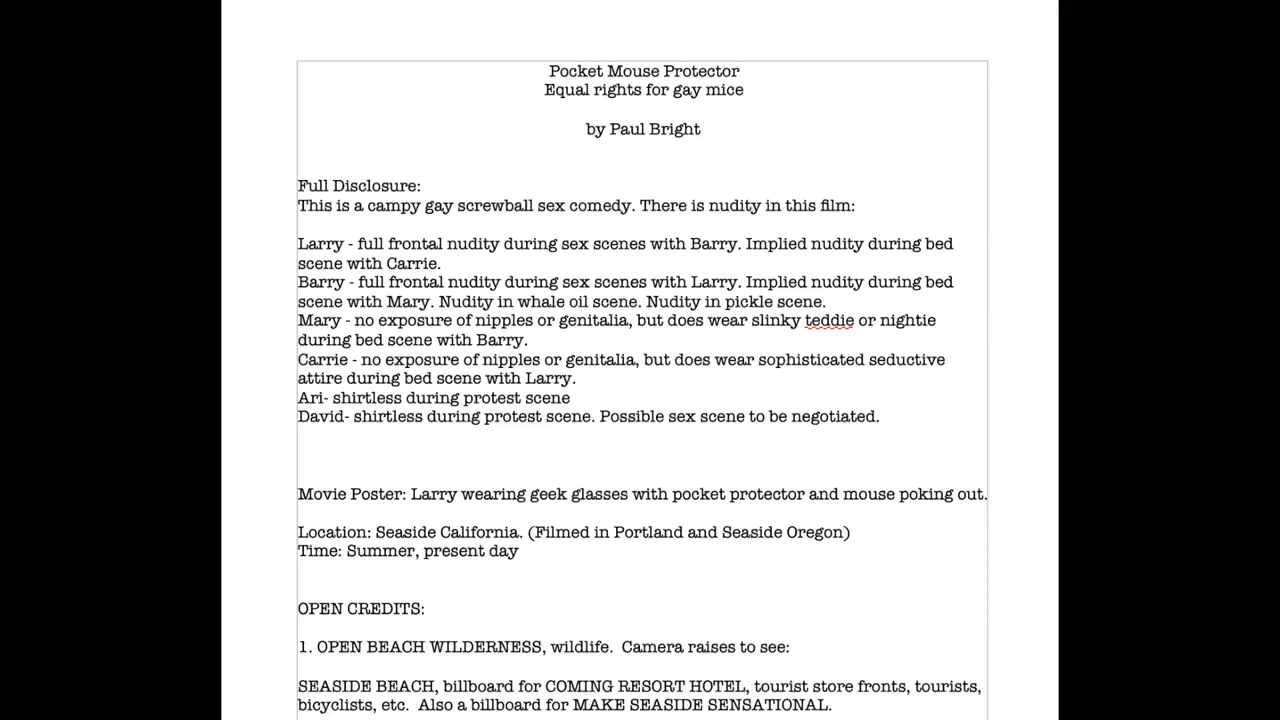 Pocket Mouse Protector
Equal rights for gay mice
by Paul Bright
Full Disclosure:
This is a campy gay screwball sex comedy. There is nudity in this film:
Larry - full frontal nudity during sex scenes with Barry. Implied nudity during bed
scene with Carrie.
Barry - full frontal nudity during sex scenes with Larry. Implied nudity during bed
scene with Mary. Nudity in whale oil scene. Nudity in pickle scene.
Mary - no exposure of nipples or genitalia, but does wear slinky teddie or nightie
during bed scene with Barry.
Carrie - no exposure of nipples or genitalia, but does wear sophisticated seductive
attire during bed scene with Larry.
Ari- shirtless during protest scene
David- shirtless during protest scene. Possible sex scene to be negotiated.
Movie Poster: Larry wearing geek glasses with pocket protector and mouse poking out.
Location: Seaside California. (Filmed in Portland and Seaside Oregon)
Time: Summer, present day
OPEN CREDITS:
1. OPEN BEACH WILDERNESS, wildlife.  Camera raises to see:
SEASIDE BEACH, billboard for COMING RESORT HOTEL, tourist store fronts, tourists,
bicyclists, etc.  Also a billboard for MAKE SEASIDE SENSATIONAL.